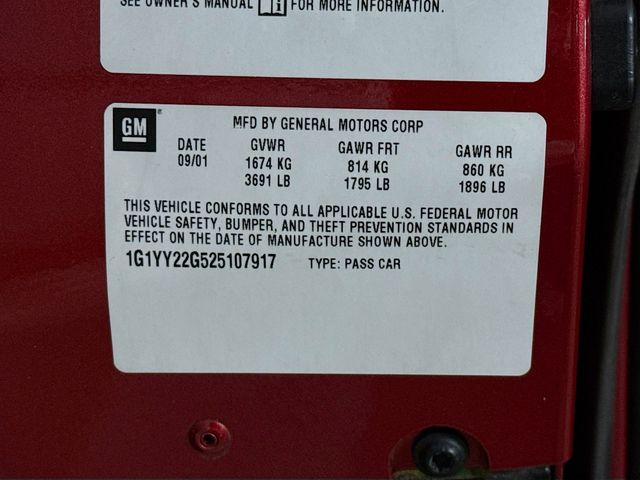 SEE OWNER'S MANUAL FOR MORE INFORMATION.
GM
MFD BY GENERAL MOTORS CORP
DATE GVWR GAWR FRT GAWR RR
09/01 1674 KG 814 KG 860 KG
3691 LB 1795 LB 1896 LB
THIS VEHICLE CONFORMS TO ALL APPLICABLE U.S. FEDERAL MOTOR
VEHICLE SAFETY, BUMPER, AND THEFT PREVENTION STANDARDS IN
EFFECT ON THE DATE OF MANUFACTURE SHOWN ABOVE.
1G1YY22G525107917 TYPE: PASS CAR